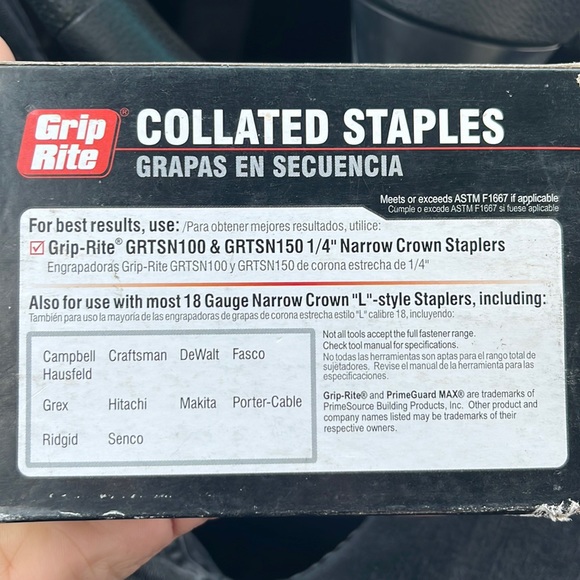 Grip Rite®
COLLATED STAPLES
GRAPAS EN SECUENCIA
Meets or exceeds ASTM F1667 if applicable
Cumple o excede ASTM F1667 si fuese aplicable
For best results, use: /Para obtener mejores resultados, utilice:
Grip-Rite® GRTSN100 & GRTSN150 1/4" Narrow Crown Staplers
Engrapadoras Grip-Rite GRTSN100 y GRTSN150 de corona estrecha de 1/4"
Also for use with most 18 Gauge Narrow Crown "L"-style Staplers, including:
También para uso la mayoría de las engrapadoras de grapas de corona estrecha estilo "L" calibre 18, incluyendo:
Campbell Hausfeld Craftsman DeWalt Fasco
Grex Hitachi Makita Porter-Cable
Ridgid Senco
Not all tools accept the full fastener range.
Check tool manual for specifications.
No todas las herramientas son aptas para el rango total de
sujetadores. Revise el manual de la herramienta para las
especificaciones.
Grip-Rite® and PrimeGuard MAX® are trademarks of
PrimeSource Building Products, Inc. Other product and
company names listed may be trademarks of their
respective owners.